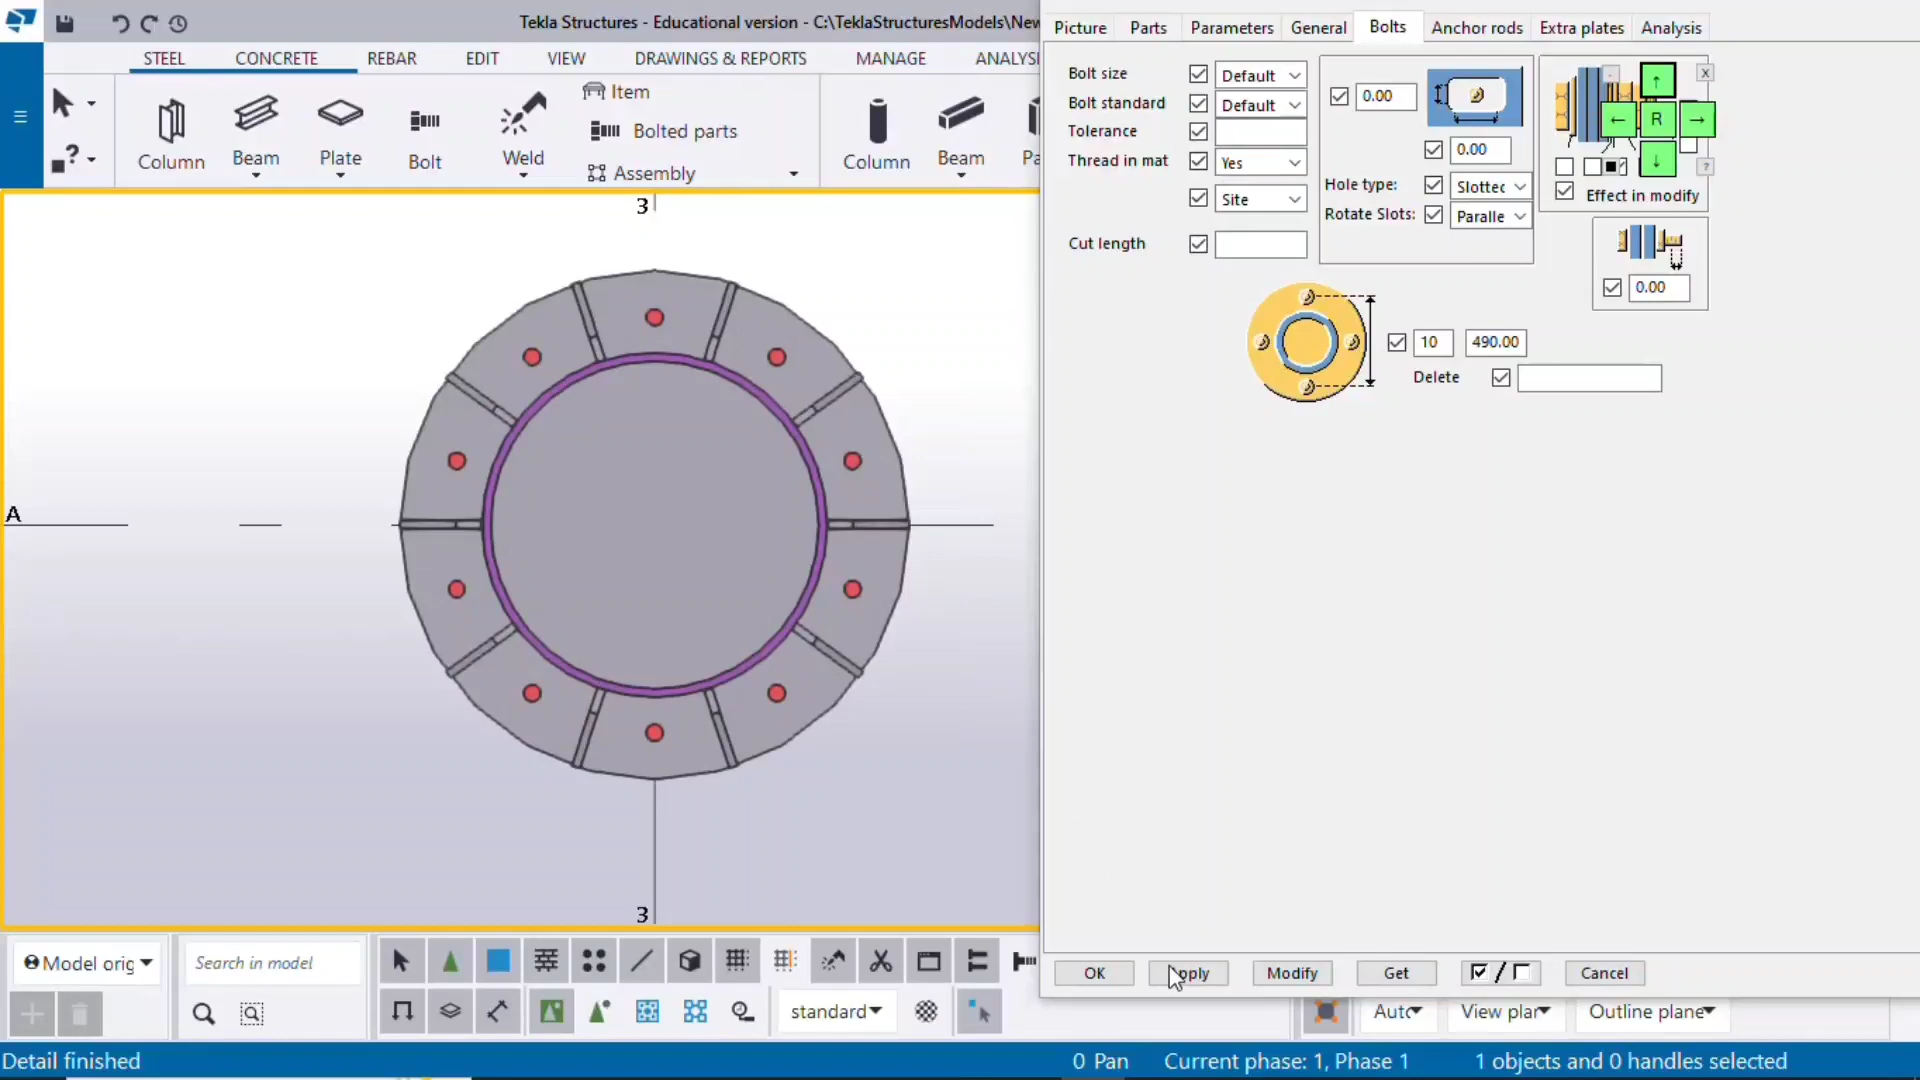 Tekla Structures - Educational version - C:\TeklaStructuresModels\New
STEEL CONCRETE REBAR EDIT VIEW DRAWINGS & REPORTS MANAGE ANALYSI
Item
Bolted parts
Assembly
Column Beam Plate Bolt Weld Column Beam Pa
3
A
3
Picture Parts Parameters General Bolts Anchor rods Extra plates Analysis
Bolt size Default
Bolt standard Default
Tolerance
Thread in mat Yes
Site
Cut length
0.00
0.00
Hole type: Slottec
Rotate Slots: Paralle
X
↑
← R →
↓
?
Effect in modify
0.00
10 490.00
Delete
OK Apply Modify Get / Cancel
Model orig Search in model
standard
Auto View plan Outline plane
Detail finished 0 Pan Current phase: 1, Phase 1 1 objects and 0 handles selected